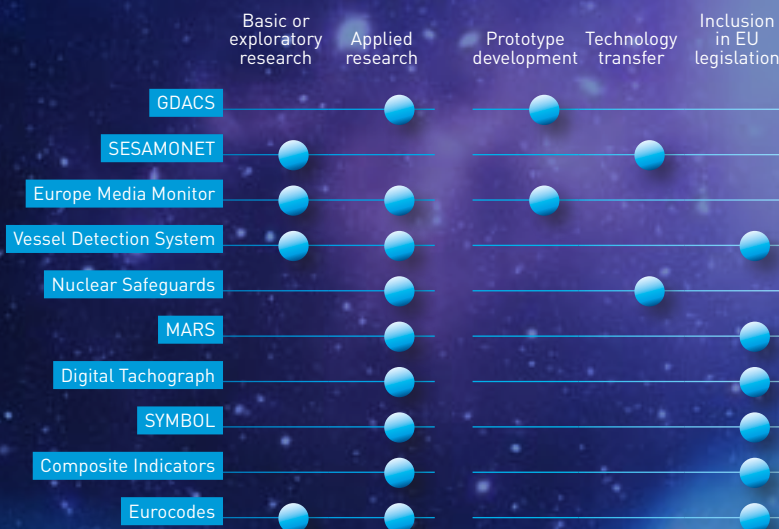 Basic or
exploratory
research
Applied
research
Prototype
development
Technology
transfer
Inclusion
in EU
legislation
GDACS
SESAMONET
Europe Media Monitor
Vessel Detection System
Nuclear Safeguards
MARS
Digital Tachograph
SYMBOL
Composite Indicators
Eurocodes